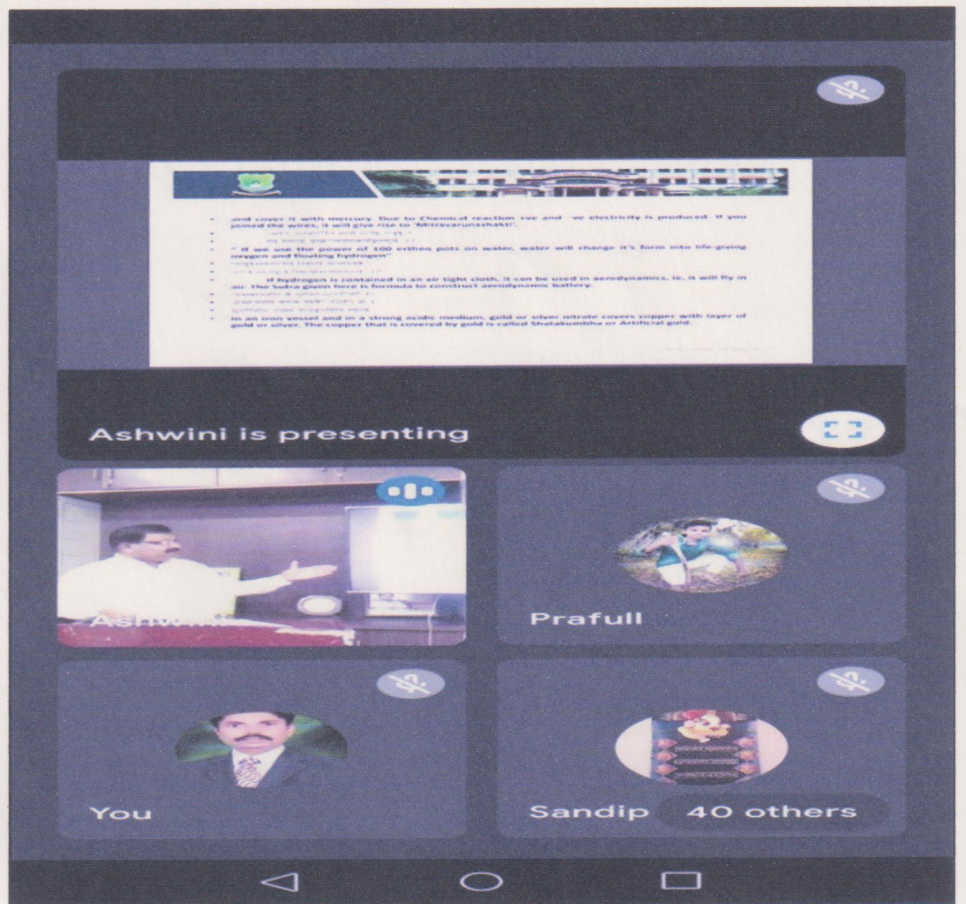 and cover it with mercury. Due to Chemical reaction +ve and -ve electricity is produced. If you
joined the wires, it will give rise to 'Mitravarunashakti'.
" If we use the power of 100 erthen pots on water, water will change it's form into life-giving
oxygen and floating hydrogen"
If hydrogen is contained in an air tight cloth, it can be used in aerodynamics, ie, it will fly in
air. The Sutra given here is formula to construct aerodynamic battery.
In an iron vessel and in a strong acidic medium, gold or silver nitrate covers copper with layer of
gold or silver. The copper that is covered by gold is called Shatakumbha or Artificial gold.
Ashwini is presenting
Ashwini
Prafull
You
Sandip
40 others